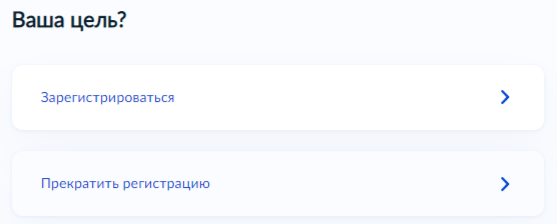 Ваша цель?
Зарегистрироваться
Прекратить регистрацию